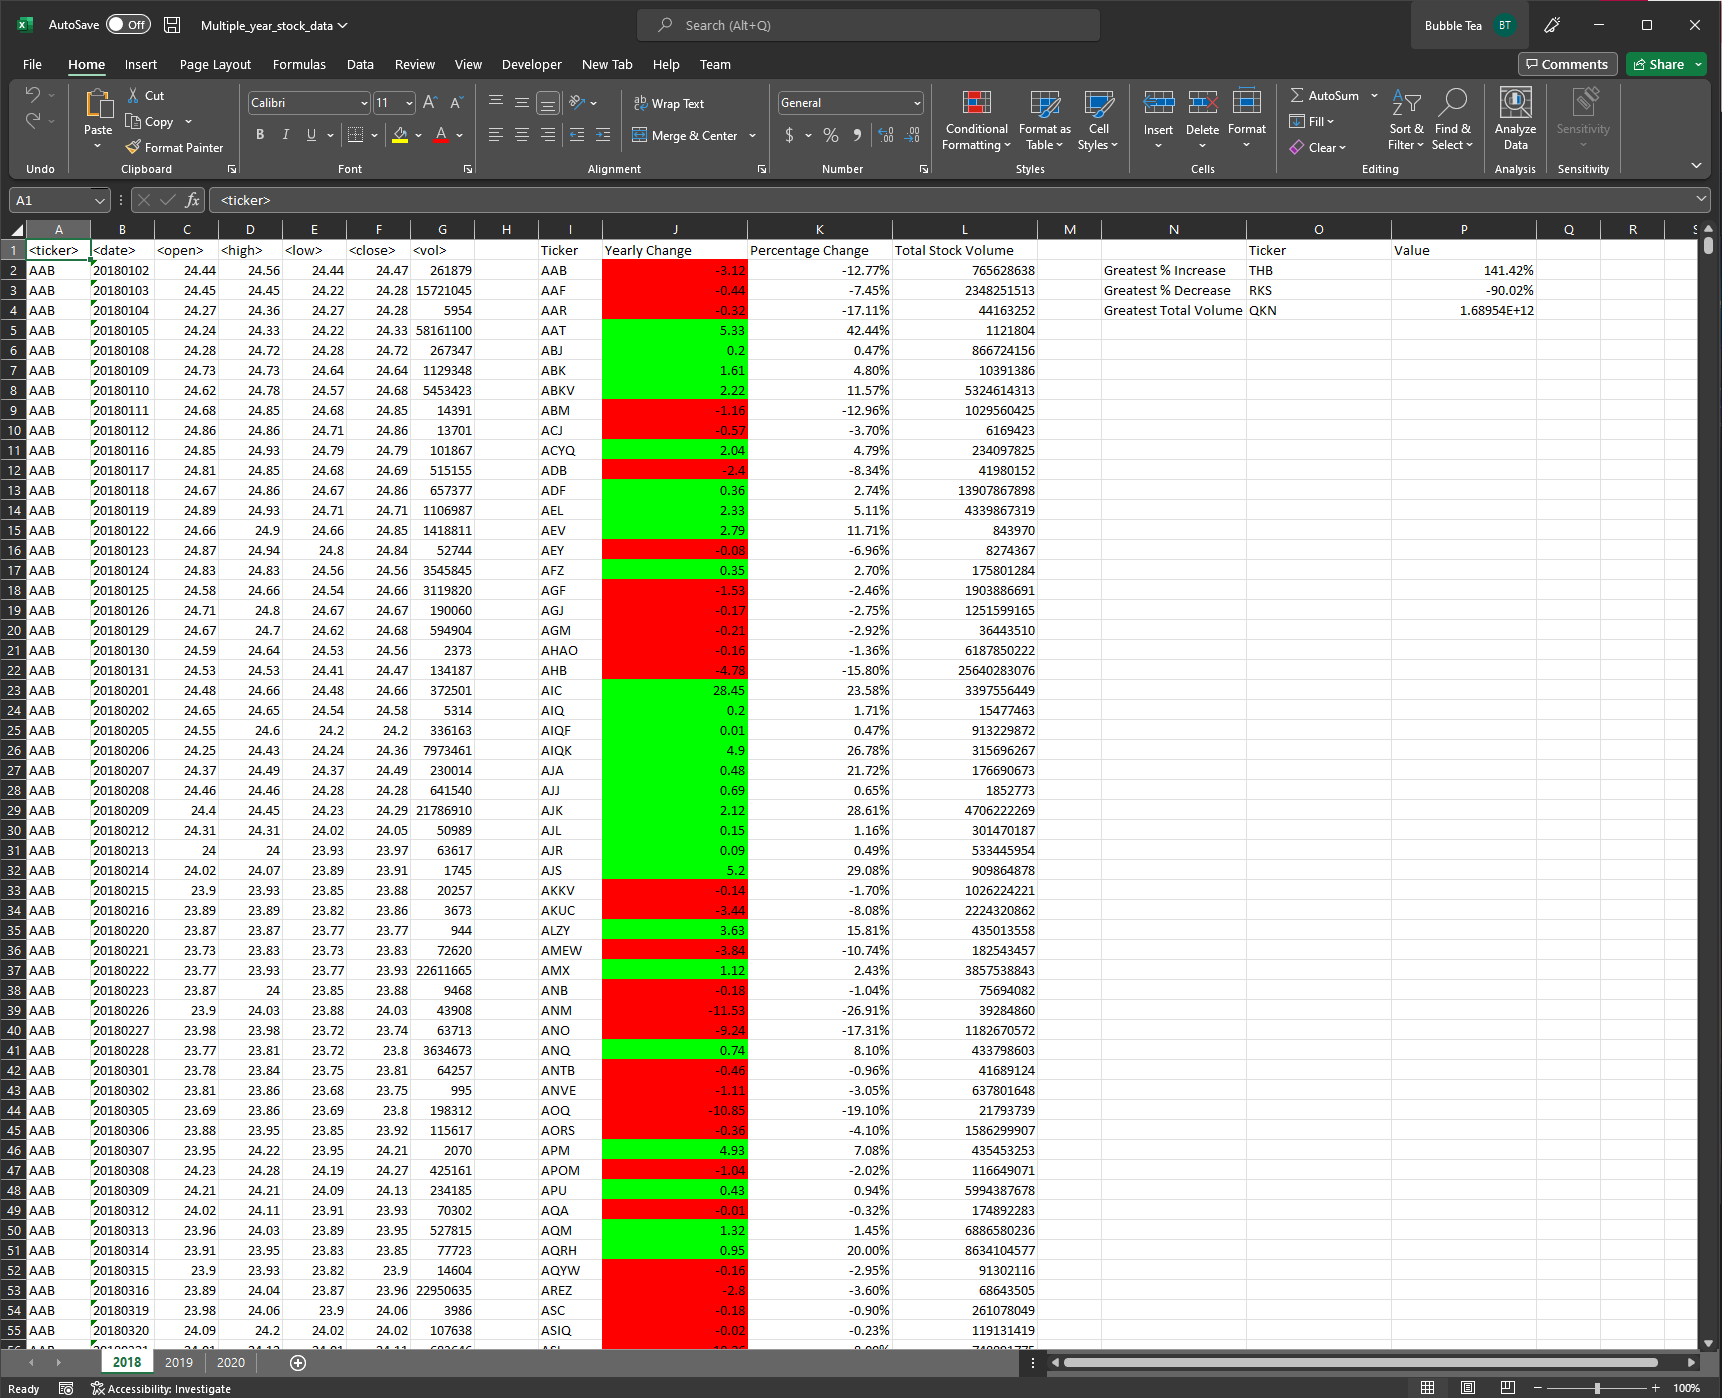 AutoSave Off Multiple_year_stock_data Search (Alt+Q) Bubble Tea BT
File Home Insert Page Layout Formulas Data Review View Developer New Tab Help Team Comments Share
Paste Cut Copy Format Painter
Calibri 11 B I U A
Wrap Text Merge & Center
General $ %
Conditional Formatting Format as Table Cell Styles
Insert Delete Format
AutoSum Fill Clear Sort & Filter Find & Select
Analyze Data Sensitivity
Undo Clipboard Font Alignment Number Styles Cells Editing Analysis Sensitivity
A1 fx <ticker>
A B C D E F G H I J K L M N O P Q R S
1 <ticker> <date> <open> <high> <low> <close> <vol> Ticker Yearly Change Percentage Change Total Stock Volume Ticker Value
2 AAB 20180102 24.44 24.56 24.44 24.47 261879 AAB -3.12 -12.77% 765628638 Greatest % Increase THB 141.42%
3 AAB 20180103 24.45 24.45 24.22 24.28 15721045 AAF -0.44 -7.45% 2348251513 Greatest % Decrease RKS -90.02%
4 AAB 20180104 24.27 24.36 24.27 24.28 5954 AAR -0.32 -17.11% 44163252 Greatest Total Volume QKN 1.68954E+12
5 AAB 20180105 24.24 24.33 24.22 24.33 58161100 AAT 5.33 42.44% 1121804
6 AAB 20180108 24.28 24.72 24.28 24.72 267347 ABJ 0.2 0.47% 866724156
7 AAB 20180109 24.73 24.73 24.64 24.64 1129348 ABK 1.61 4.80% 10391386
8 AAB 20180110 24.62 24.78 24.57 24.68 5453423 ABKV 2.22 11.57% 5324614313
9 AAB 20180111 24.68 24.85 24.68 24.85 14391 ABM -1.16 -12.96% 1029560425
10 AAB 20180112 24.86 24.86 24.71 24.86 13701 ACJ -0.57 -3.70% 6169423
11 AAB 20180116 24.85 24.93 24.79 24.79 101867 ACYQ 2.04 4.79% 234097825
12 AAB 20180117 24.81 24.85 24.68 24.69 515155 ADB -2.4 -8.34% 41980152
13 AAB 20180118 24.67 24.86 24.67 24.86 657377 ADF 0.36 2.74% 13907867898
14 AAB 20180119 24.89 24.93 24.71 24.71 1106987 AEL 2.33 5.11% 4339867319
15 AAB 20180122 24.66 24.9 24.66 24.85 1418811 AEV 2.79 11.71% 843970
16 AAB 20180123 24.87 24.94 24.8 24.84 52744 AEY -0.08 -6.96% 8274367
17 AAB 20180124 24.83 24.83 24.56 24.56 3545845 AFZ 0.35 2.70% 175801284
18 AAB 20180125 24.58 24.66 24.54 24.66 3119820 AGF -1.53 -2.46% 1903886691
19 AAB 20180126 24.71 24.8 24.67 24.67 190060 AGJ -0.17 -2.75% 1251599165
20 AAB 20180129 24.67 24.7 24.62 24.68 594904 AGM -0.21 -2.92% 36443510
21 AAB 20180130 24.59 24.64 24.53 24.56 2373 AHAO -0.16 -1.36% 6187850222
22 AAB 20180131 24.53 24.53 24.41 24.47 134187 AHB -4.78 -15.80% 25640283076
23 AAB 20180201 24.48 24.66 24.48 24.66 372501 AIC 28.45 23.58% 3397556449
24 AAB 20180202 24.65 24.65 24.54 24.58 5314 AIQ 0.2 1.71% 15477463
25 AAB 20180205 24.55 24.6 24.2 24.2 336163 AIQF 0.01 0.47% 913229872
26 AAB 20180206 24.25 24.43 24.24 24.36 7973461 AIQK 4.9 26.78% 315696267
27 AAB 20180207 24.37 24.49 24.37 24.49 230014 AJA 0.48 21.72% 176690673
28 AAB 20180208 24.46 24.46 24.28 24.28 641540 AJJ 0.69 0.65% 1852773
29 AAB 20180209 24.4 24.45 24.23 24.29 21786910 AJK 2.12 28.61% 4706222269
30 AAB 20180212 24.31 24.31 24.02 24.05 50989 AJL 0.15 1.16% 301470187
31 AAB 20180213 24 24 23.93 23.97 63617 AJR 0.09 0.49% 533445954
32 AAB 20180214 24.02 24.07 23.89 23.91 1745 AJS 5.2 29.08% 909864878
33 AAB 20180215 23.9 23.93 23.85 23.88 20257 AKKV -0.14 -1.70% 1026224221
34 AAB 20180216 23.89 23.89 23.82 23.86 3673 AKUC -3.44 -8.08% 2224320862
35 AAB 20180220 23.87 23.87 23.77 23.77 944 ALZY 3.63 15.81% 435013558
36 AAB 20180221 23.73 23.83 23.73 23.83 72620 AMEW -3.84 -10.74% 182543457
37 AAB 20180222 23.77 23.93 23.77 23.93 22611665 AMX 1.12 2.43% 3857538843
38 AAB 20180223 23.87 24 23.85 23.88 9468 ANB -0.18 -1.04% 75694082
39 AAB 20180226 23.9 24.03 23.88 24.03 43908 ANM -11.53 -26.91% 39284860
40 AAB 20180227 23.98 23.98 23.72 23.74 63713 ANO -9.24 -17.31% 1182670572
41 AAB 20180228 23.77 23.81 23.72 23.8 3634673 ANQ 0.74 8.10% 433798603
42 AAB 20180301 23.78 23.84 23.75 23.81 64257 ANTB -0.46 -0.96% 41689124
43 AAB 20180302 23.81 23.86 23.68 23.75 995 ANVE -1.11 -3.05% 637801648
44 AAB 20180305 23.69 23.86 23.69 23.8 198312 AOQ -10.85 -19.10% 21793739
45 AAB 20180306 23.88 23.95 23.85 23.92 115617 AORS -0.36 -4.10% 1586299907
46 AAB 20180307 23.95 24.22 23.95 24.21 2070 APM 4.93 7.08% 435453253
47 AAB 20180308 24.23 24.28 24.19 24.27 425161 APOM -1.04 -2.02% 116649071
48 AAB 20180309 24.21 24.21 24.09 24.13 234185 APU 0.43 0.94% 5994387678
49 AAB 20180312 24.02 24.11 23.91 23.93 70302 AQA -0.01 -0.32% 174892283
50 AAB 20180313 23.96 24.03 23.89 23.95 527815 AQM 1.32 1.45% 6886580236
51 AAB 20180314 23.91 23.95 23.83 23.85 77723 AQRH 0.95 20.00% 8634104577
52 AAB 20180315 23.9 23.93 23.82 23.9 14604 AQYW -0.16 -2.95% 91302116
53 AAB 20180316 23.89 24.04 23.87 23.96 22950635 AREZ -2.8 -3.60% 68643505
54 AAB 20180319 23.98 24.06 23.9 24.06 3986 ASC -0.18 -0.90% 261078049
55 AAB 20180320 24.09 24.2 24.02 24.02 107638 ASIQ -0.02 -0.23% 119131419
2018 2019 2020
Ready Accessibility: Investigate 100%